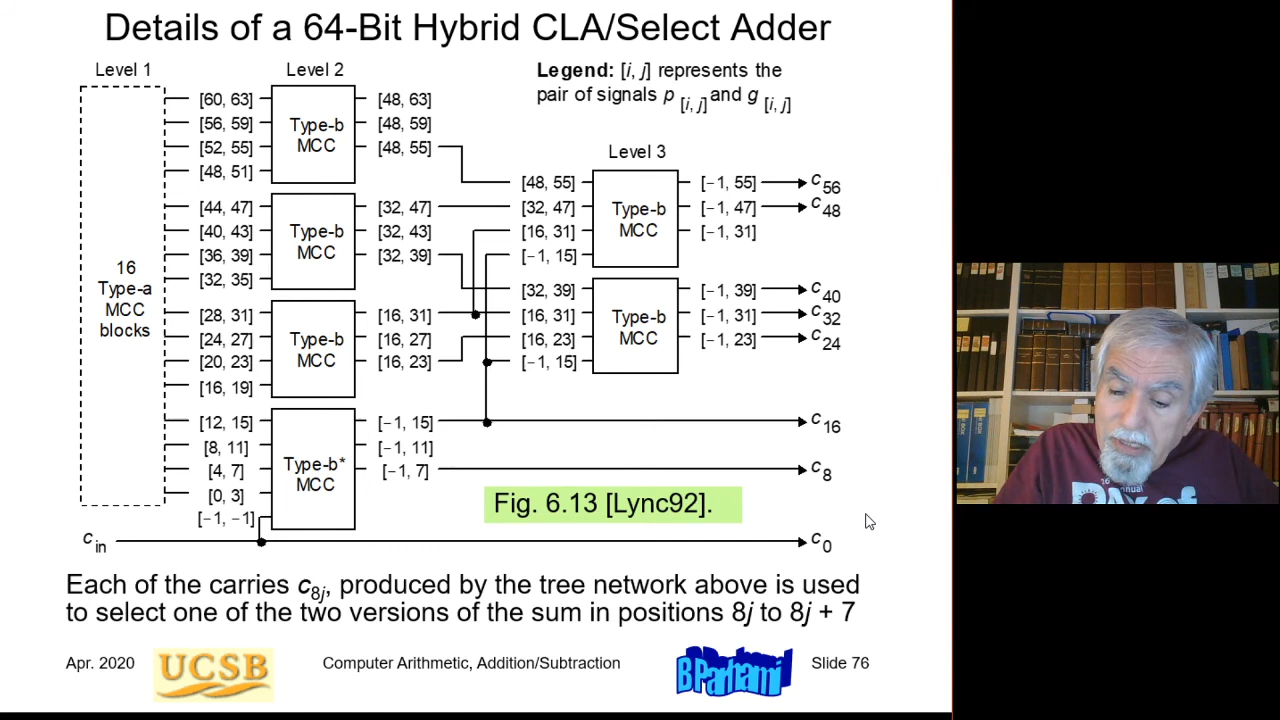 Details of a 64-Bit Hybrid CLA/Select Adder
Level 1
Level 2
Legend: [i, j] represents the
pair of signals p [i, j] and g [i, j]
Level 3
16
Type-a
MCC
blocks
[60, 63]
[56, 59]
[52, 55]
[48, 51]
Type-b
MCC
[48, 63]
[48, 59]
[48, 55]
[44, 47]
[40, 43]
[36, 39]
[32, 35]
Type-b
MCC
[32, 47]
[32, 43]
[32, 39]
[28, 31]
[24, 27]
[20, 23]
[16, 19]
Type-b
MCC
[16, 31]
[16, 27]
[16, 23]
[12, 15]
[8, 11]
[4, 7]
[0, 3]
[−1, −1]
Type-b*
MCC
[−1, 15]
[−1, 11]
[−1, 7]
[48, 55]
[32, 47]
[16, 31]
[−1, 15]
Type-b
MCC
[−1, 55]
[−1, 47]
[−1, 31]
c56
c48
[32, 39]
[16, 31]
[16, 23]
[−1, 15]
Type-b
MCC
[−1, 39]
[−1, 31]
[−1, 23]
c40
c32
c24
c16
c8
Fig. 6.13 [Lync92].
cin
c0
Each of the carries c8j, produced by the tree network above is used
to select one of the two versions of the sum in positions 8j to 8j + 7
Apr. 2020
UCSB
Computer Arithmetic, Addition/Subtraction
B Parhami
Slide 76